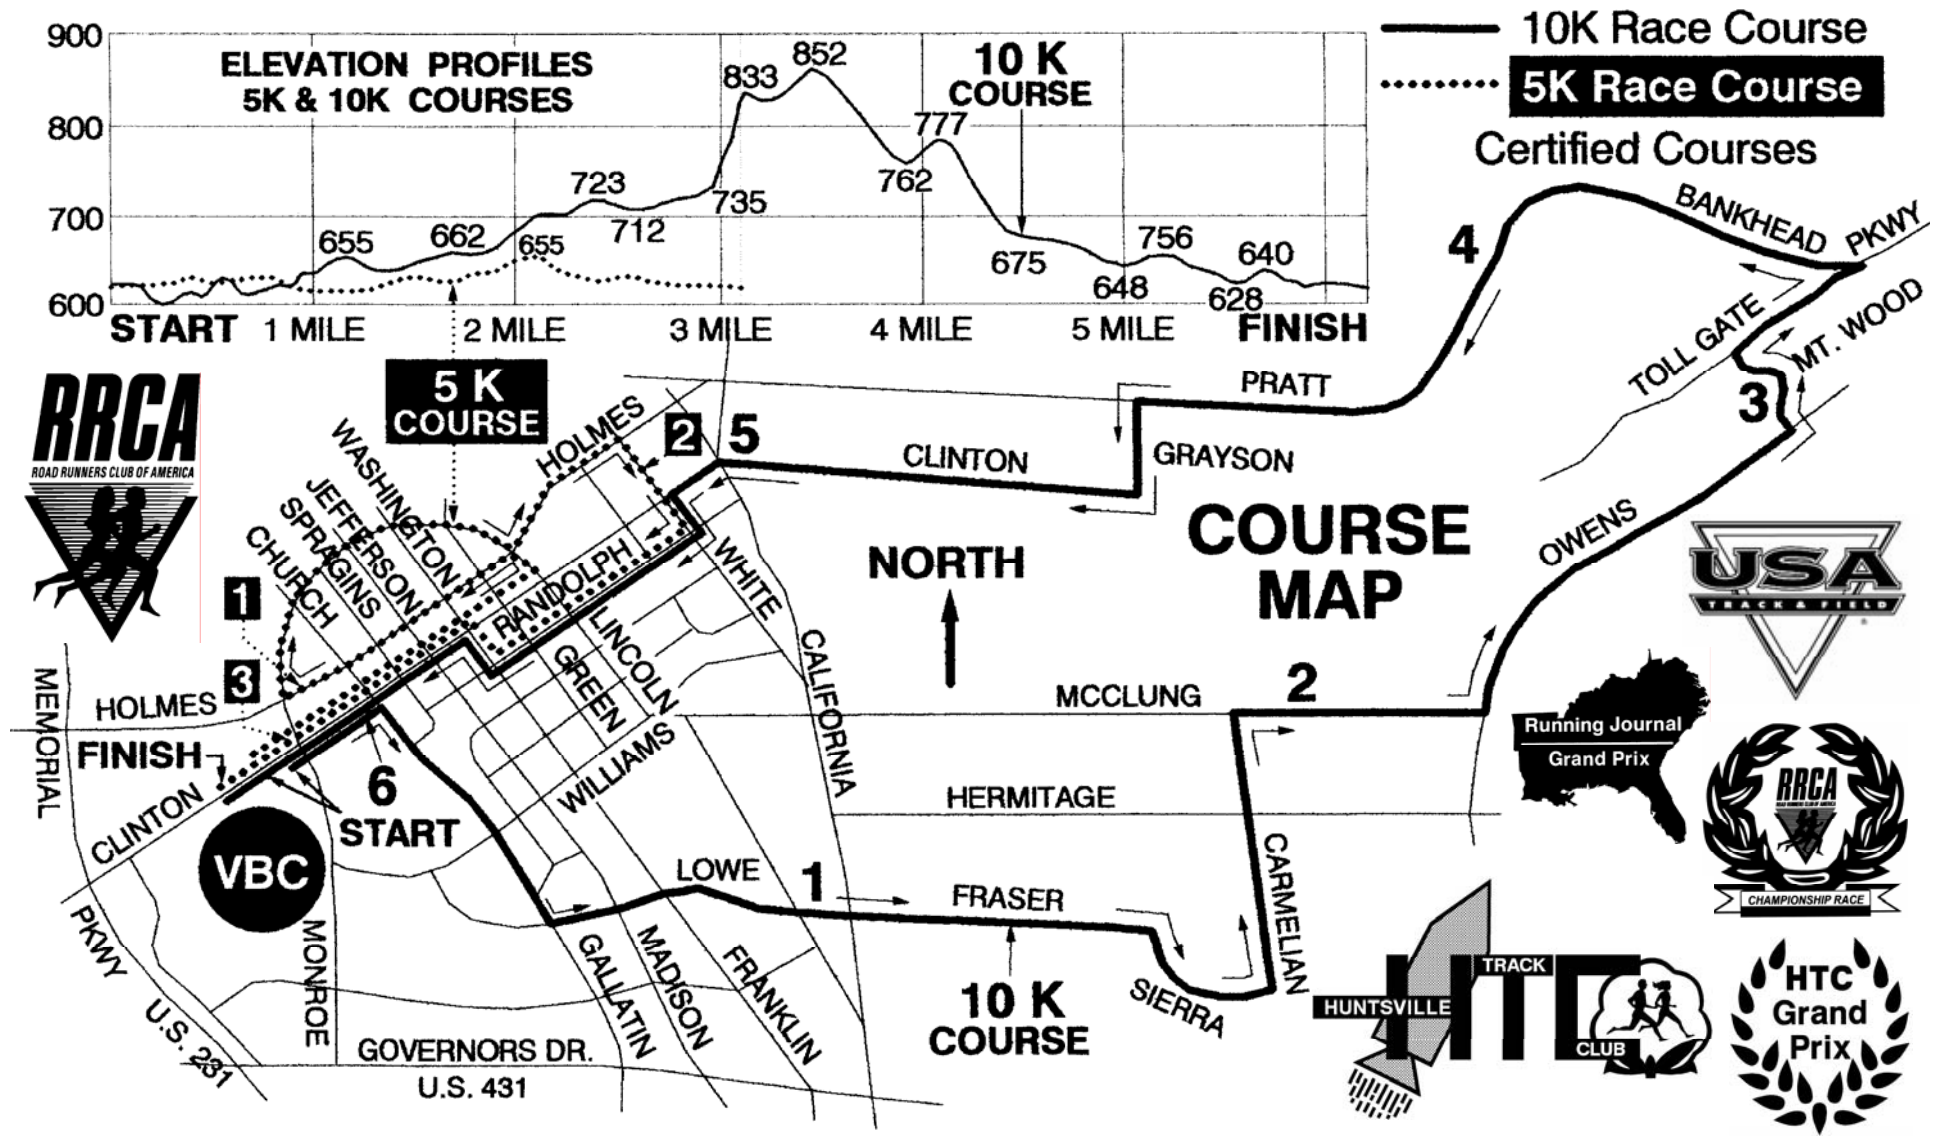 900
800
700
600
ELEVATION PROFILES
5K & 10K COURSES
833
852
10 K
COURSE
777
762
723
735
712
655
662
655
675
756
648
640
628
START
1 MILE
2 MILE
3 MILE
4 MILE
5 MILE
FINISH
10K Race Course
5K Race Course
Certified Courses
RRCA
ROAD RUNNERS CLUB OF AMERICA
5 K
COURSE
BANKHEAD
PKWY
4
TOLL GATE
MT. WOOD
3
PRATT
GRAYSON
CLINTON
5
2
HOLMES
WASHINGTON
JEFFERSON
SPRAGINS
CHURCH
RANDOLPH
1
3
WHITE
LINCOLN
GREEN
WILLIAMS
CALIFORNIA
NORTH
COURSE
MAP
OWENS
USA
TRACK & FIELD
®
MEMORIAL
HOLMES
FINISH
CLINTON
6
START
VBC
MCCLUNG
2
HERMITAGE
CARMELIAN
LOWE
1
FRASER
SIERRA
10 K
COURSE
PKWY
U.S. 231
MONROE
GALLATIN
MADISON
FRANKLIN
GOVERNORS DR.
U.S. 431
Running Journal
Grand Prix
RRCA
ROAD RUNNERS CLUB OF AMERICA
CHAMPIONSHIP RACE
HTC
HUNTSVILLE
TRACK
CLUB
HTC
Grand
Prix